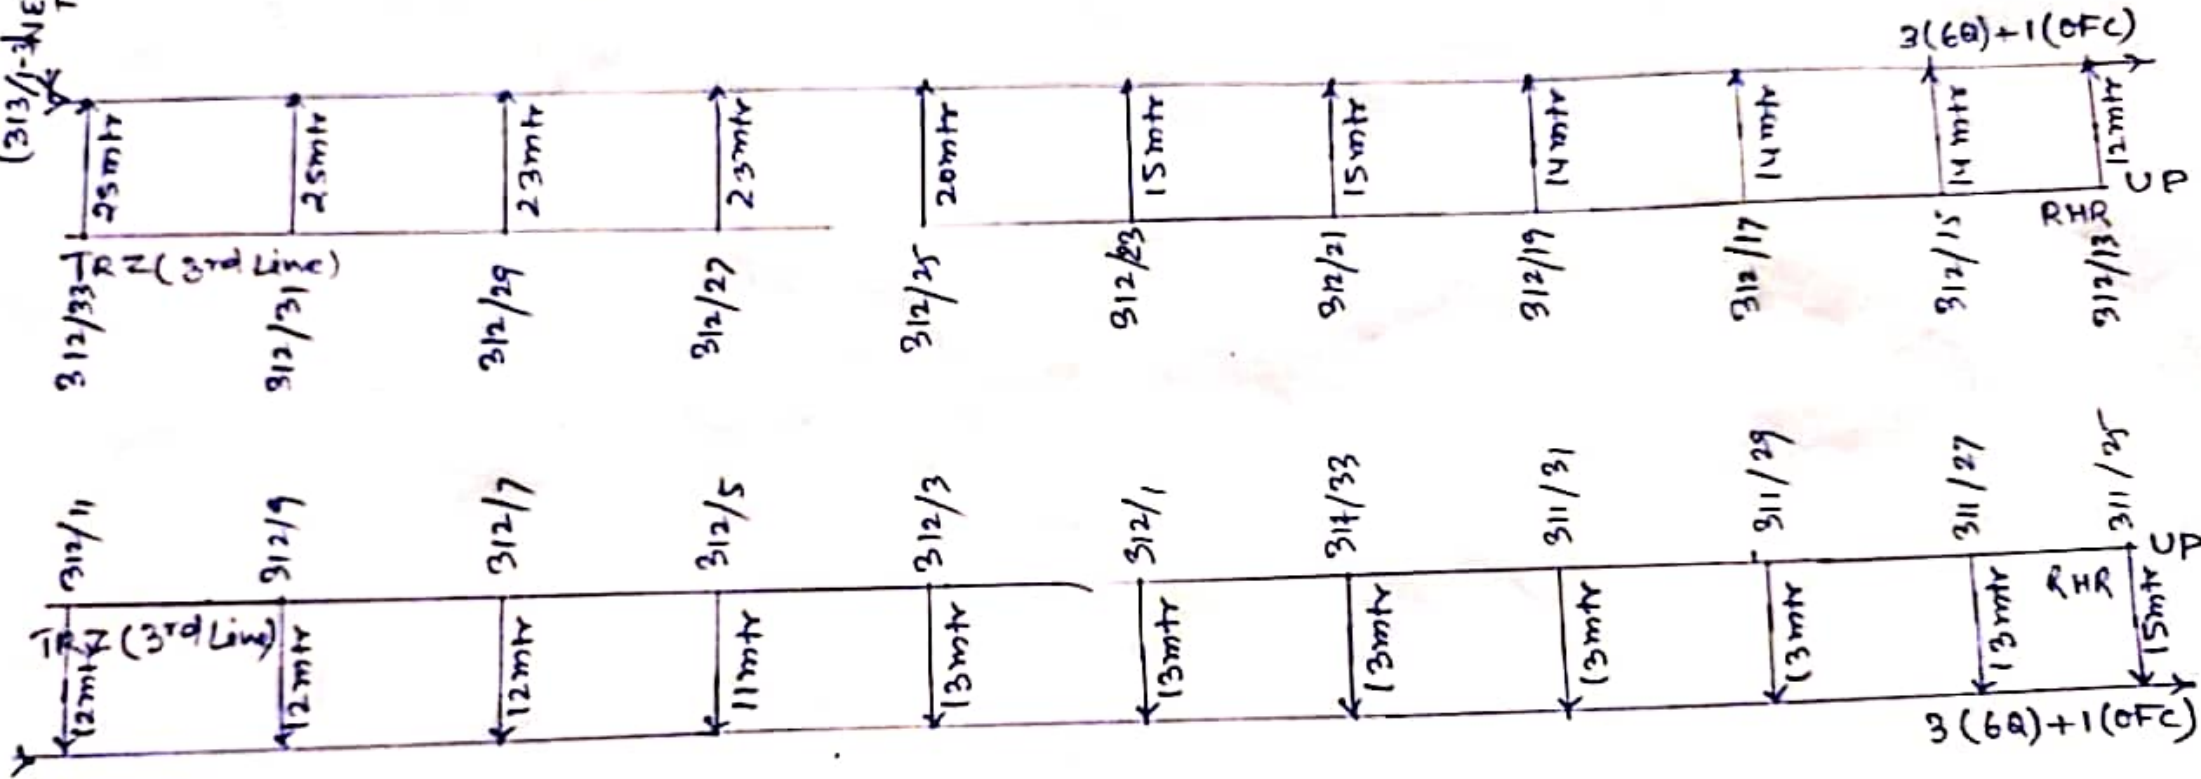 (313/1-3)
3(6Q)+1(OFC)
25mtr 25mtr 23mtr 23mtr 20mtr 15mtr 15mtr 14mtr 14mtr 14mtr 12mtr
UP
TRZ (3rd Line) RHR
312/33 312/31 312/29 312/27 312/25 312/23 312/21 312/19 312/17 312/15 312/13
312/11 312/9 312/7 312/5 312/3 312/1 311/33 311/31 311/29 311/27 311/25
UP
TRZ (3rd Line) RHR
12mtr 12mtr 12mtr 11mtr 13mtr 13mtr 13mtr 13mtr 13mtr 13mtr 15mtr
3(6Q)+1(OFC)